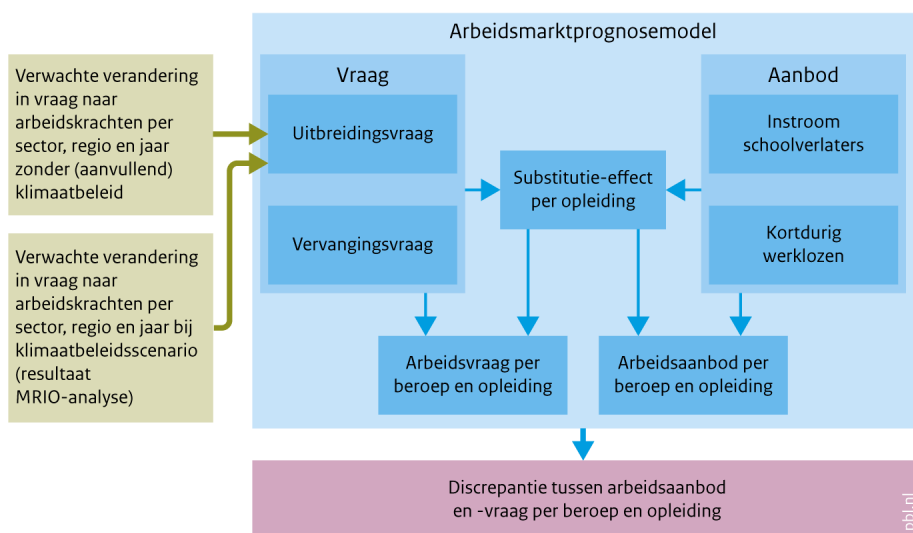 Arbeidsmarktprognosemodel
Verwachte verandering
in vraag naar
arbeidskrachten per
sector, regio en jaar
zonder (aanvullend)
klimaatbeleid
Verwachte verandering
in vraag naar
arbeidskrachten per
sector, regio en jaar bij
klimaatbeleidsscenario
(resultaat
MRIO-analyse)
Vraag
Uitbreidingsvraag
Vervangingsvraag
Substitutie-effect
per opleiding
Aanbod
Instroom
schoolverlaters
Kortdurig
werklozen
Arbeidsvraag per
beroep en opleiding
Arbeidsaanbod per
beroep en opleiding
Discrepantie tussen arbeidsaanbod
en -vraag per beroep en opleiding
pbl.nl